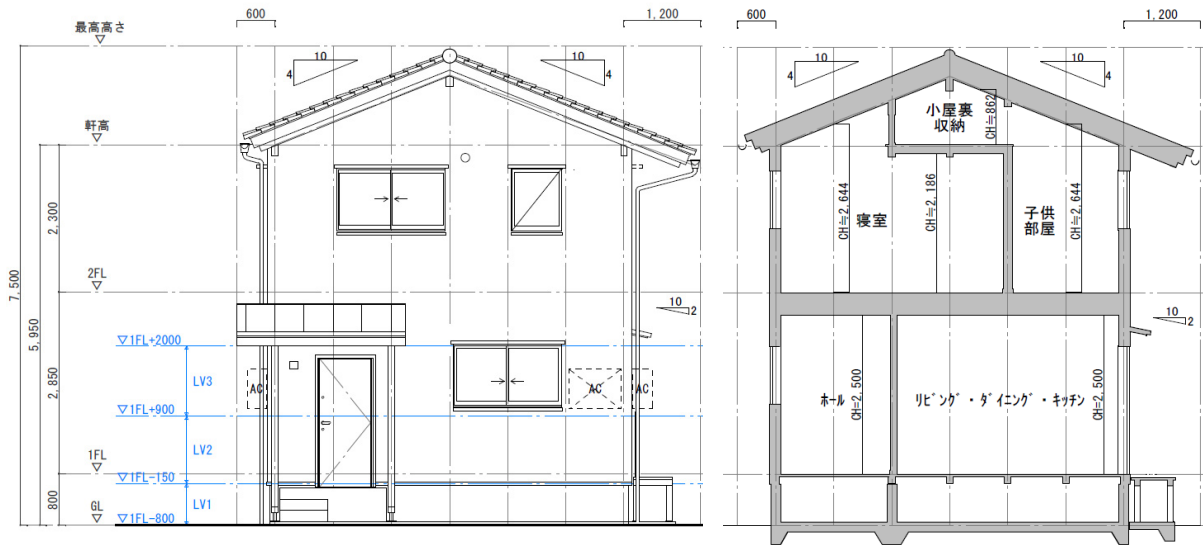 600
最高高さ
10
4
10
4
軒高
2,300
2FL
7,500
5,950
10
2
▽1FL+2000
LV3
AC
AC
AC
2,850
▽1FL+900
LV2
1FL
▽1FL-150
800
LV1
GL
▽1FL-800
1,200
600
1,200
10
4
10
4
小屋裏
収納
CH≒862
CH≒2,644
寝室
CH≒2,186
子供
部屋
CH≒2,644
10
2
ホール
CH=2,500
リビング・ダイニング・キッチン
CH=2,500